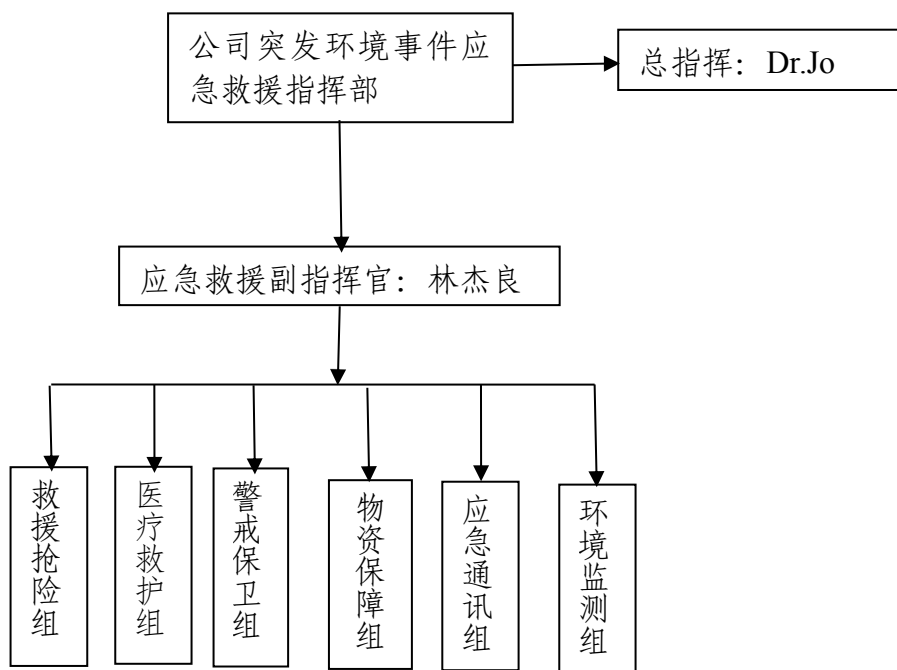 公司突发环境事件应
急救援指挥部
总指挥：Dr.Jo
应急救援副指挥官：林杰良
救援抢险组
医疗救护组
警戒保卫组
物资保障组
应急通讯组
环境监测组